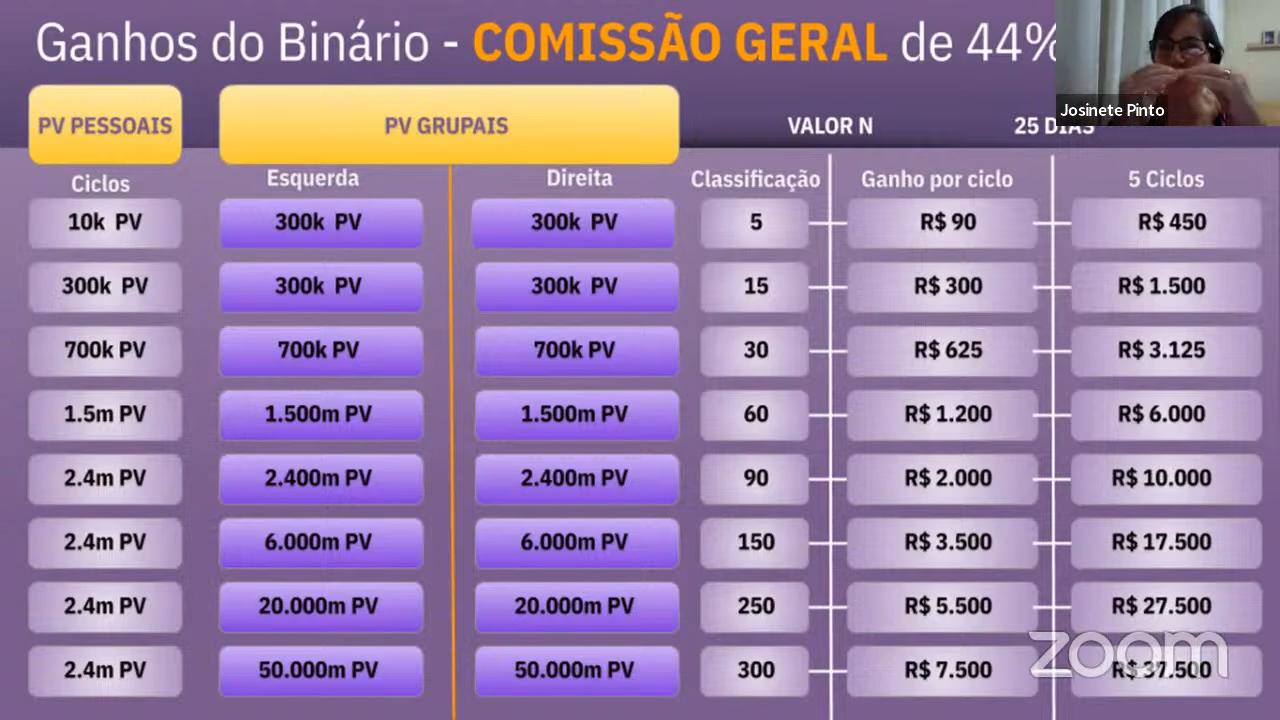 Ganhos do Binário - COMISSÃO GERAL de 44%
Josinete Pinto
PV PESSOAIS
PV GRUPAIS
VALOR N
25 DIAS
Ciclos
Esquerda
Direita
Classificação
Ganho por ciclo
5 Ciclos
10k PV 300k PV 300k PV 5 R$ 90 R$ 450
300k PV 300k PV 300k PV 15 R$ 300 R$ 1.500
700k PV 700k PV 700k PV 30 R$ 625 R$ 3.125
1.5m PV 1.500m PV 1.500m PV 60 R$ 1.200 R$ 6.000
2.4m PV 2.400m PV 2.400m PV 90 R$ 2.000 R$ 10.000
2.4m PV 6.000m PV 6.000m PV 150 R$ 3.500 R$ 17.500
2.4m PV 20.000m PV 20.000m PV 250 R$ 5.500 R$ 27.500
2.4m PV 50.000m PV 50.000m PV 300 R$ 7.500 R$ 37.500
zoom